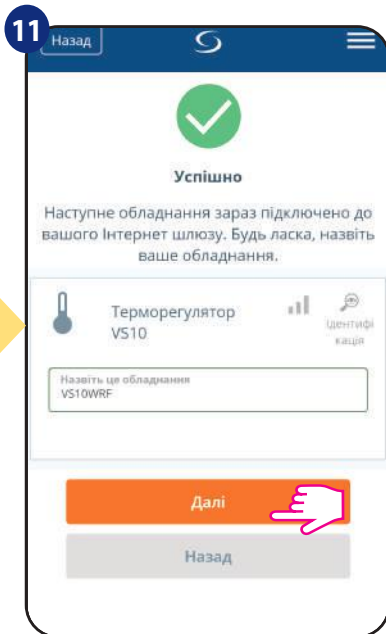 11
Назад
Успішно
Наступне обладнання зараз підключено до
вашого Інтернет шлюзу. Будь ласка, назвіть
ваше обладнання.
Терморегулятор
VS10
Ідентифі
кація
Назвіть це обладнання
VS10WRF
Далі
Назад